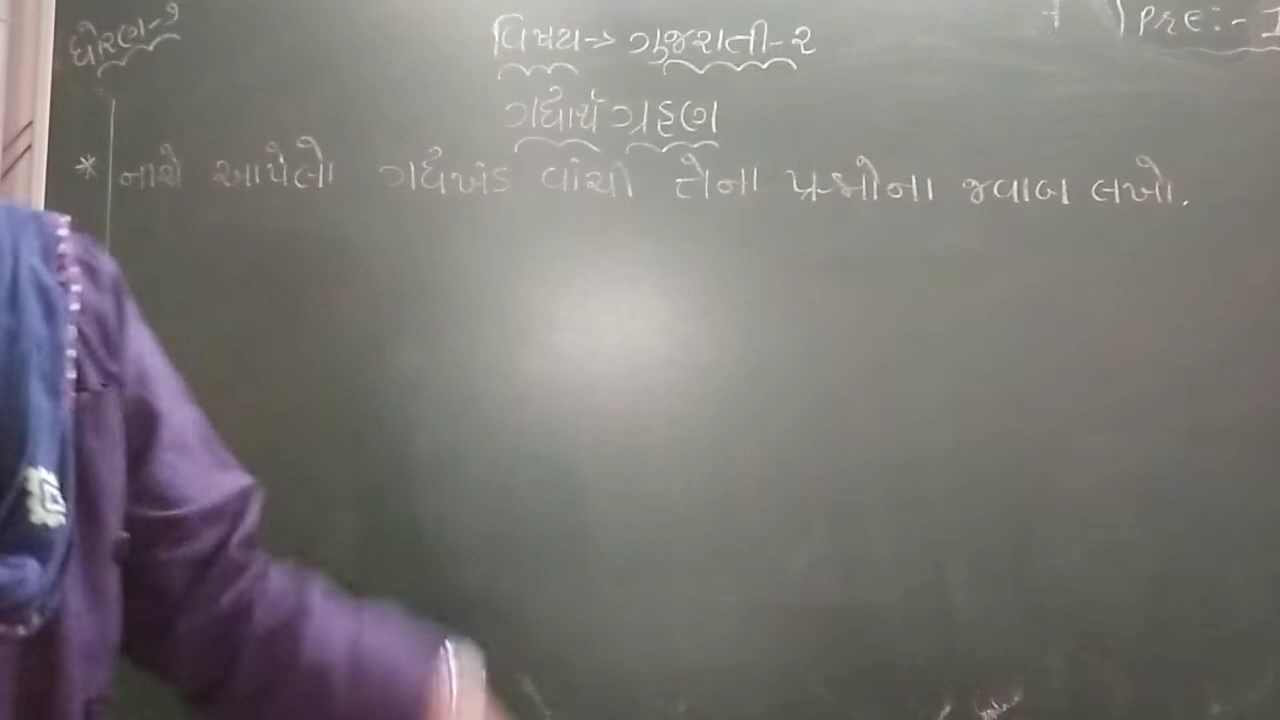 ધોરણ-૭
વિષય-> ગુજરાતી-૨
ગદ્યાર્થ ગ્રહણ
* નીચે આપેલો ગદ્યખંડ વાંચી તેના પ્રશ્નોના જવાબ લખો.